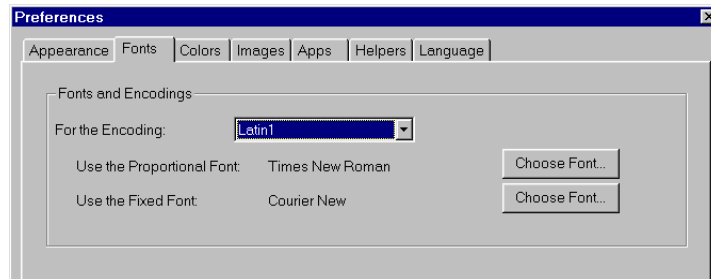 Preferences
Appearance Fonts Colors Images Apps Helpers Language
Fonts and Encodings
For the Encoding: Latin1
Use the Proportional Font: Times New Roman Choose Font...
Use the Fixed Font: Courier New Choose Font...